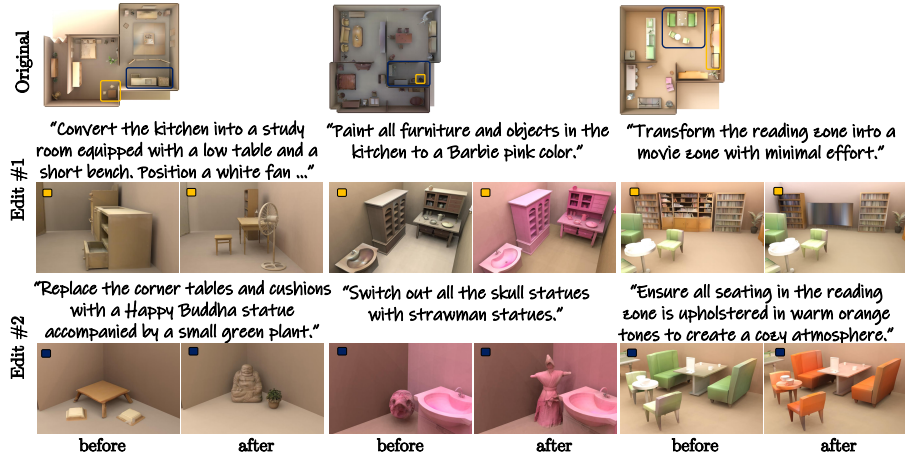 Original
“Convert the kitchen into a study
room equipped with a low table and a
short bench. Position a white fan ...”
“Paint all furniture and objects in the
kitchen to a Barbie pink color.”
“Transform the reading zone into a
movie zone with minimal effort.”
Edit #1
“Replace the corner tables and cushions
with a Happy Buddha statue
accompanied by a small green plant.”
“Switch out all the skull statues
with strawman statues.”
“Ensure all seating in the reading
zone is upholstered in warm orange
tones to create a cozy atmosphere.”
Edit #2
before
after
before
after
before
after